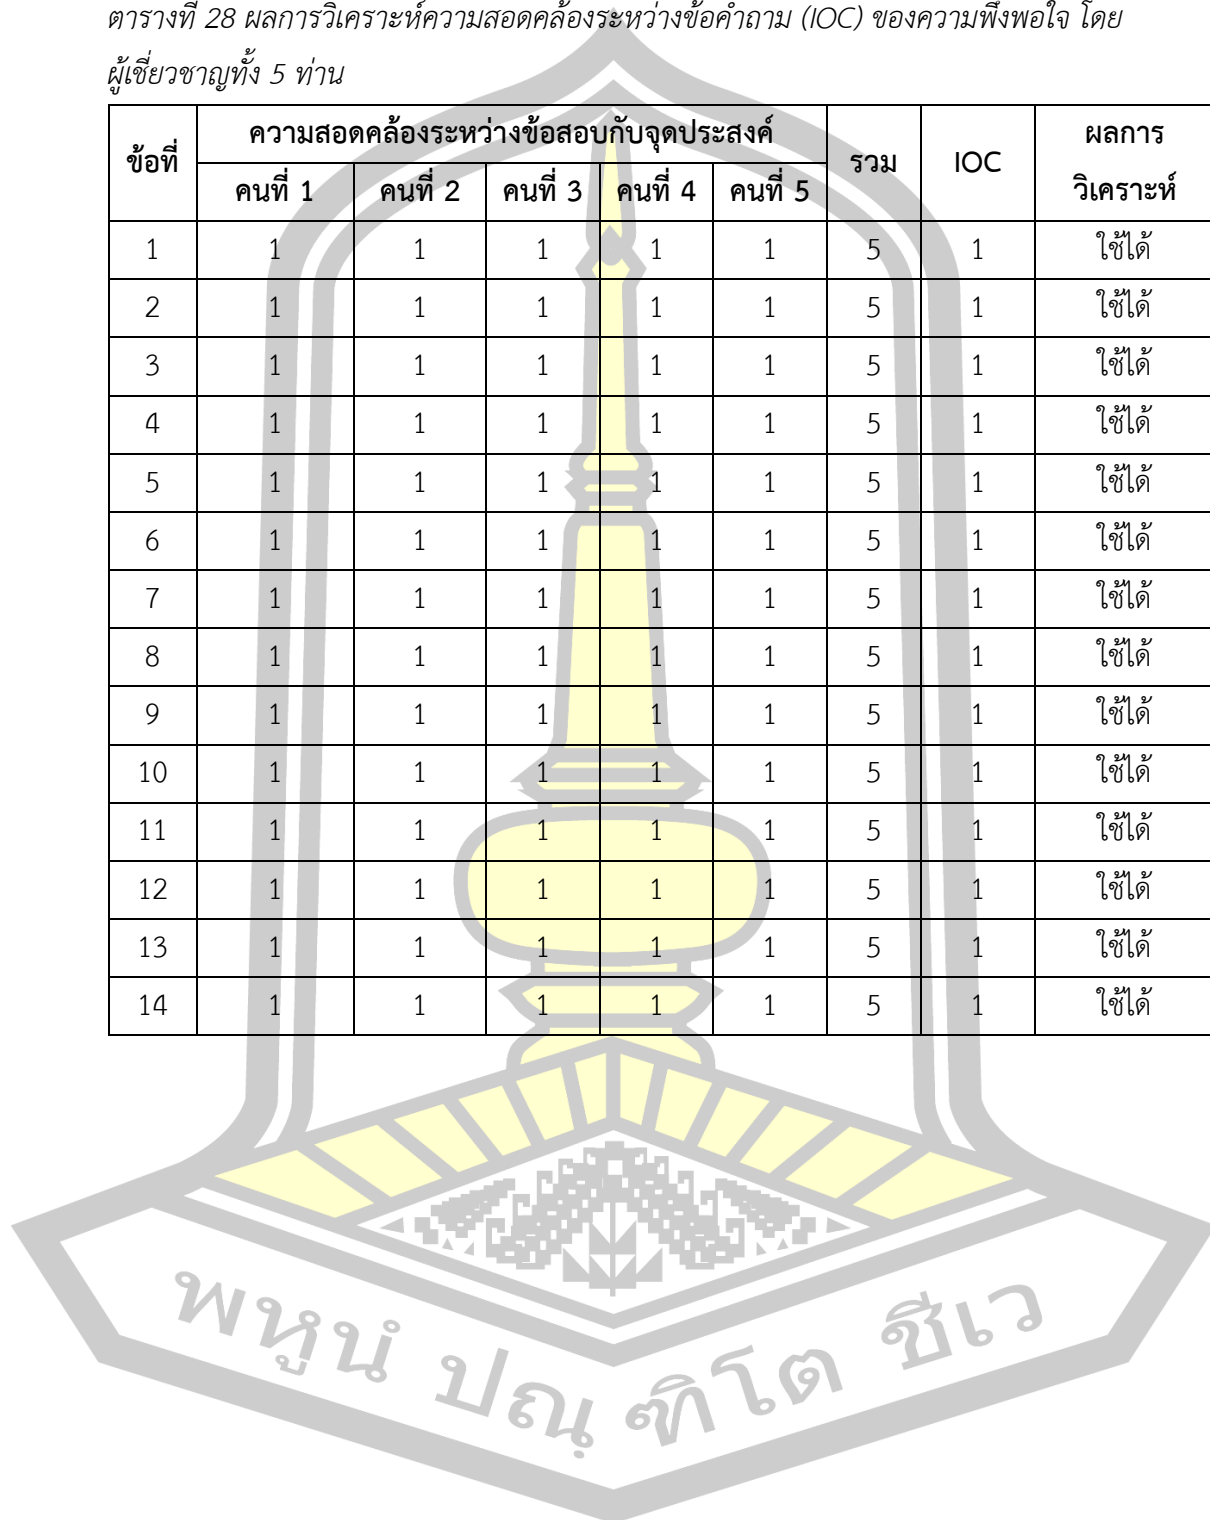 ตารางที่ 28 ผลการวิเคราะห์ความสอดคล้องระหว่างข้อคำถาม (IOC) ของความพึงพอใจ โดย
ผู้เชี่ยวชาญทั้ง 5 ท่าน
ข้อที่ ความสอดคล้องระหว่างข้อสอบกับจุดประสงค์ รวม IOC ผลการ
วิเคราะห์
คนที่ 1 คนที่ 2 คนที่ 3 คนที่ 4 คนที่ 5
1 1 1 1 1 1 5 1 ใช้ได้
2 1 1 1 1 1 5 1 ใช้ได้
3 1 1 1 1 1 5 1 ใช้ได้
4 1 1 1 1 1 5 1 ใช้ได้
5 1 1 1 1 1 5 1 ใช้ได้
6 1 1 1 1 1 5 1 ใช้ได้
7 1 1 1 1 1 5 1 ใช้ได้
8 1 1 1 1 1 5 1 ใช้ได้
9 1 1 1 1 1 5 1 ใช้ได้
10 1 1 1 1 1 5 1 ใช้ได้
11 1 1 1 1 1 5 1 ใช้ได้
12 1 1 1 1 1 5 1 ใช้ได้
13 1 1 1 1 1 5 1 ใช้ได้
14 1 1 1 1 1 5 1 ใช้ได้
พหูนํ ปณฺฑิโต ชีเว